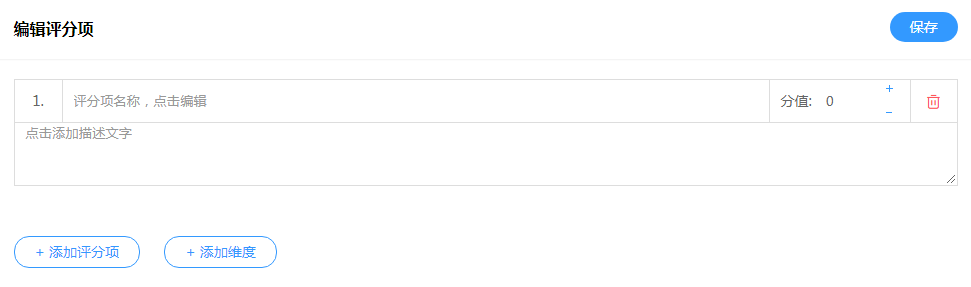 编辑评分项
保存
1. 评分项名称，点击编辑 分值: 0 + −
点击添加描述文字
+ 添加评分项 + 添加维度